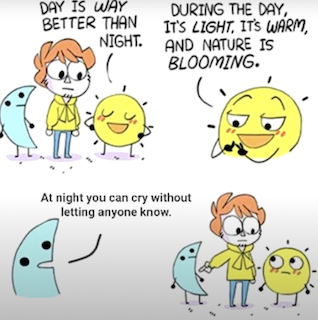 DAY IS WAY
BETTER THAN
NIGHT.
DURING THE DAY,
IT'S LIGHT, IT'S WARM,
AND NATURE IS
BLOOMING.
At night you can cry without
letting anyone know.